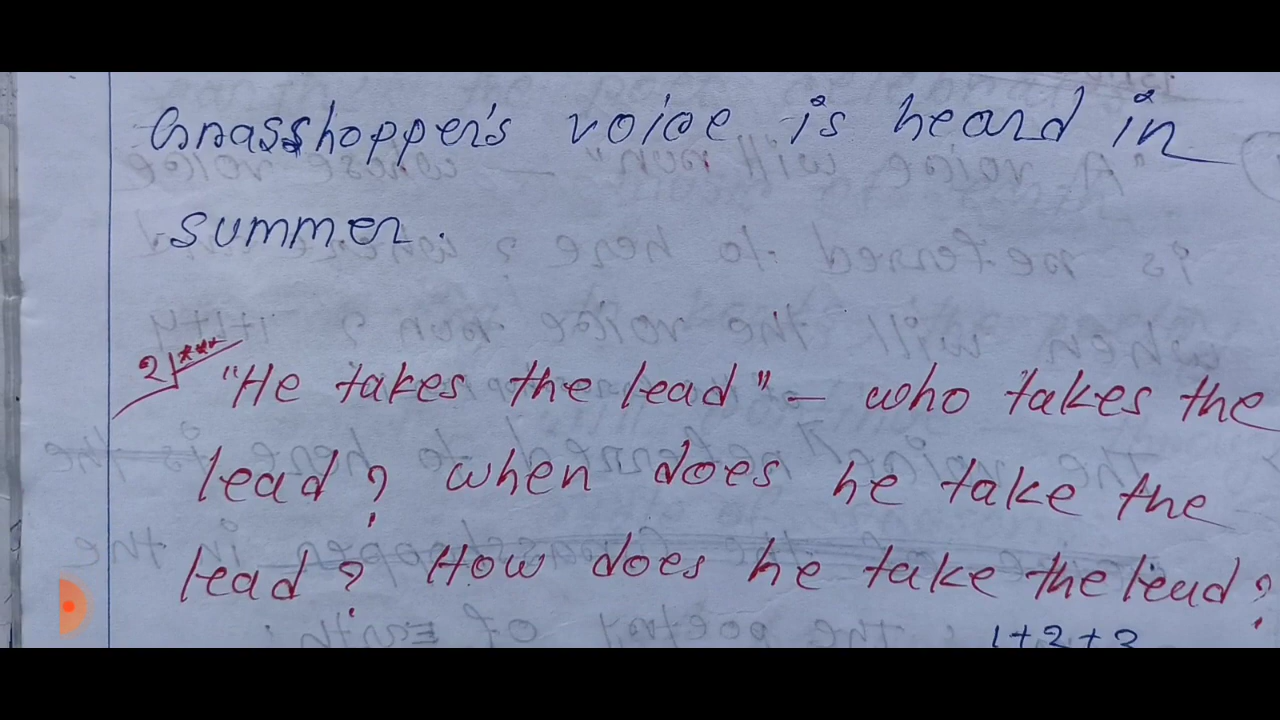 Grasshopper's voice is heard in
summer.
2) *** "He takes the lead" – who takes the
lead? when does he take the
lead? How does he take the lead?
1+2+3